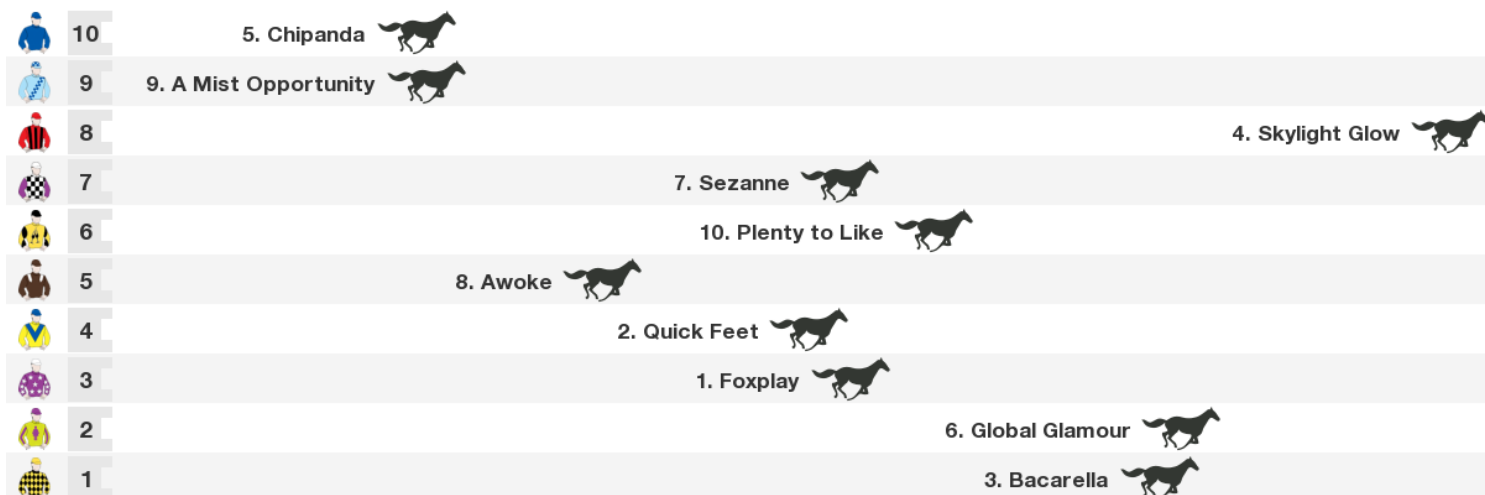 10 5. Chipanda
9 9. A Mist Opportunity
8 4. Skylight Glow
7 7. Sezanne
6 10. Plenty to Like
5 8. Awoke
4 2. Quick Feet
3 1. Foxplay
2 6. Global Glamour
1 3. Bacarella